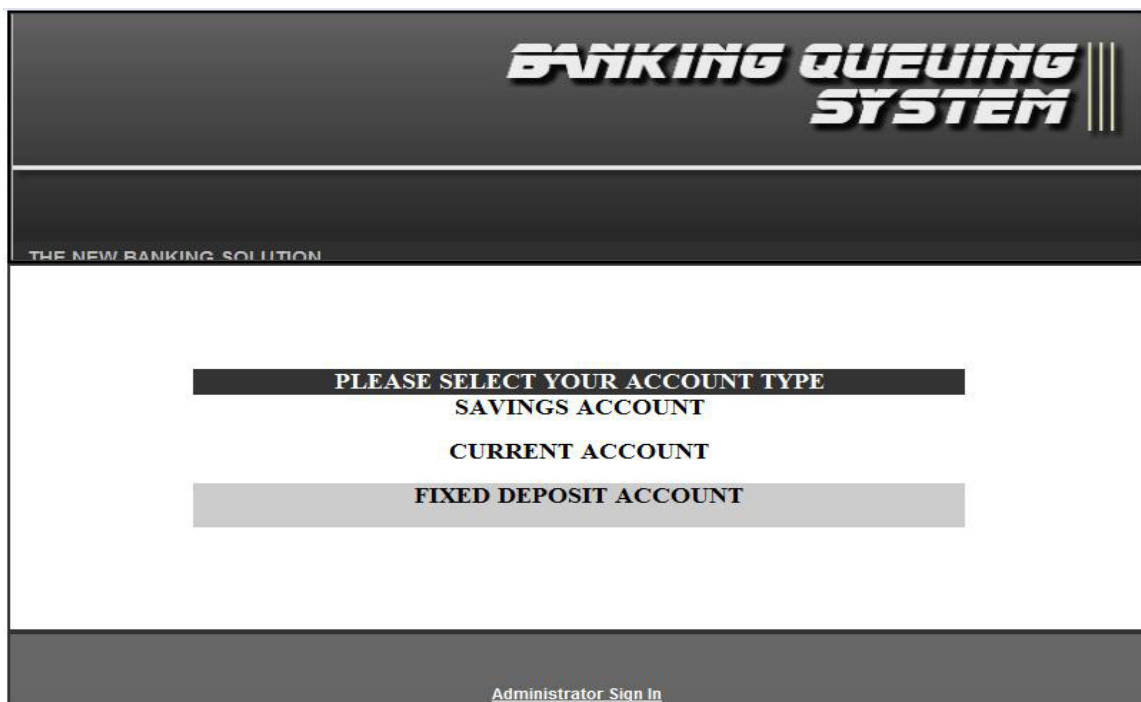 BANKING QUEUING
SYSTEM
THE NEW BANKING SOLUTION
PLEASE SELECT YOUR ACCOUNT TYPE
SAVINGS ACCOUNT
CURRENT ACCOUNT
FIXED DEPOSIT ACCOUNT
Administrator Sign In